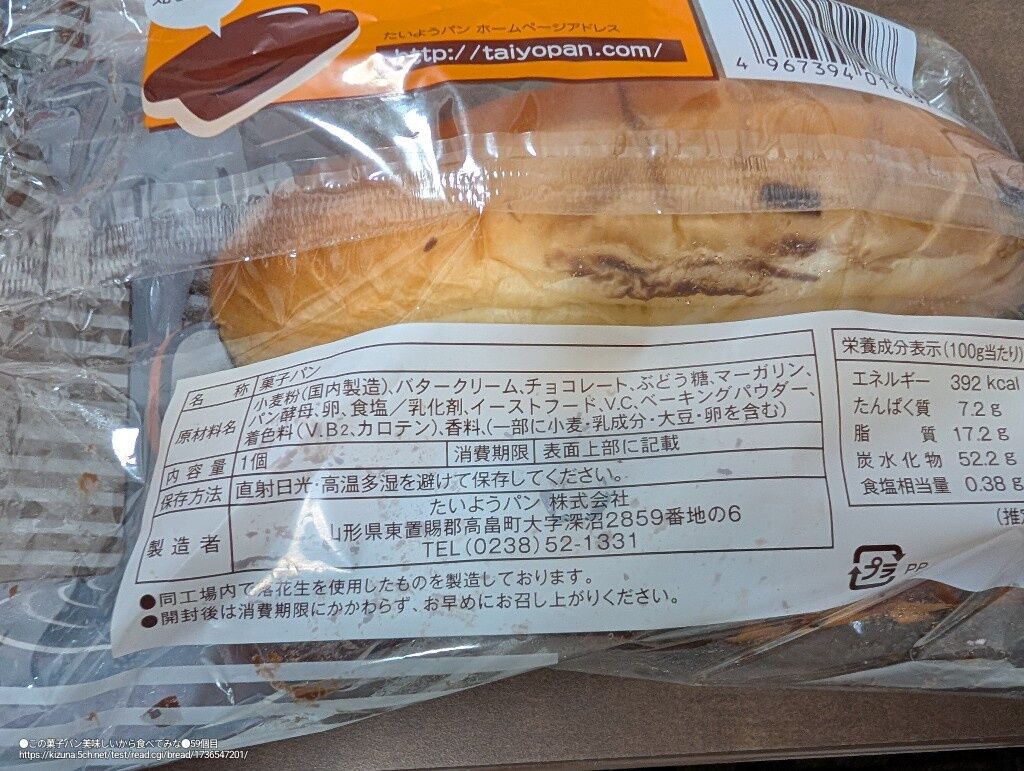 たいようパン ホームページアドレス
http://taiyopan.com/
4 967394 0120
名 称 菓子パン
原材料名 小麦粉(国内製造)、バタークリーム、チョコレート、ぶどう糖、マーガリン、
パン酵母、卵、食塩／乳化剤、イーストフード、V.C、ベーキングパウダー、
着色料(V.B2、カロテン)、香料、(一部に小麦・乳成分・大豆・卵を含む)
内容量 1個 消費期限 表面上部に記載
保存方法 直射日光・高温多湿を避けて保存してください。
製造者 たいようパン 株式会社
山形県東置賜郡高畠町大字深沼2859番地の6
TEL(0238)52-1331
●同工場内で落花生を使用したものを製造しております。
●開封後は消費期限にかかわらず、お早めにお召し上がりください。
栄養成分表示(100g当たり)
エネルギー 392 kcal
たんぱく質 7.2g
脂質 17.2g
炭水化物 52.2g
食塩相当量 0.38g
(推
プラ PP
●この菓子パン美味しいから食べてみな●59個目
https://kizuna.5ch.net/test/read.cgi/bread/1736547201/